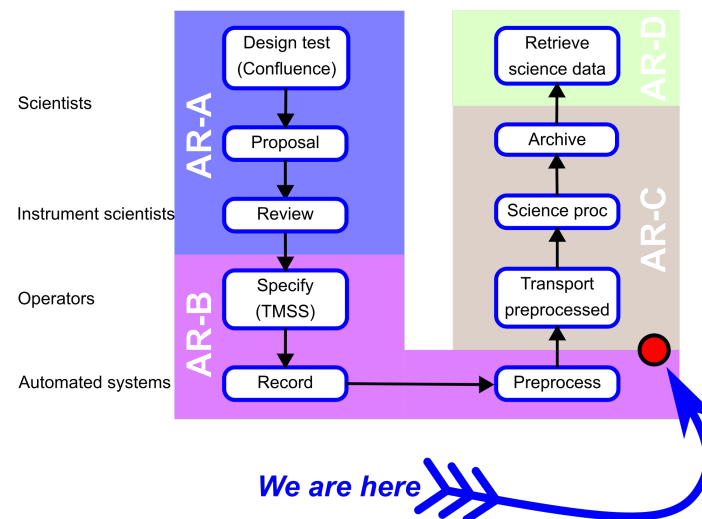 Scientists
Instrument scientists
Operators
Automated systems
AR-A
Design test
(Confluence)
Proposal
Review
AR-B
Specify
(TMSS)
Record
Preprocess
AR-C
Transport
preprocessed
Science proc
Archive
AR-D
Retrieve
science data
We are here